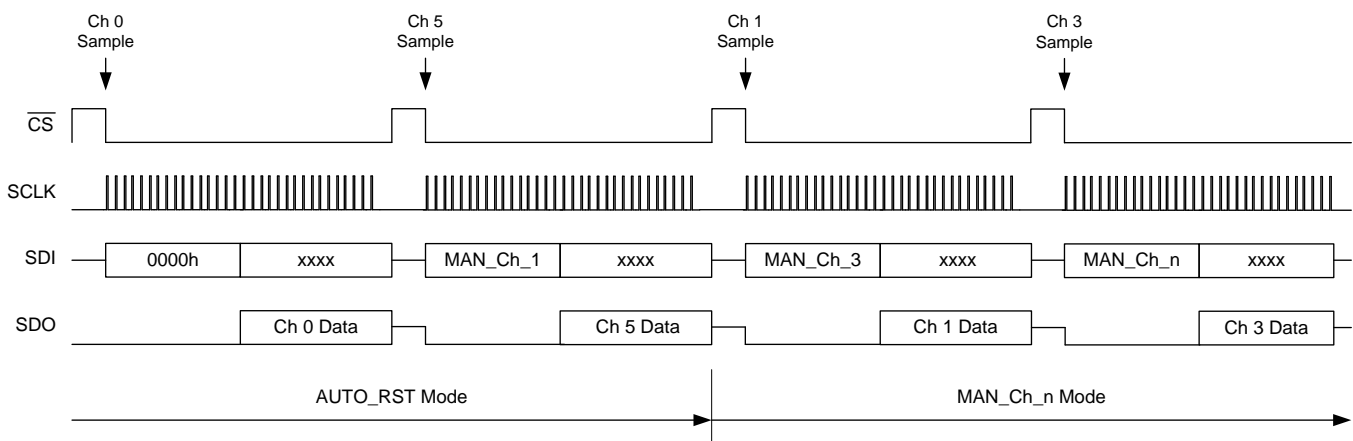 Ch 0
Sample
Ch 5
Sample
Ch 1
Sample
Ch 3
Sample
CS
SCLK
SDI
0000h
xxxx
MAN_Ch_1
xxxx
MAN_Ch_3
xxxx
MAN_Ch_n
xxxx
SDO
Ch 0 Data
Ch 5 Data
Ch 1 Data
Ch 3 Data
AUTO_RST Mode
MAN_Ch_n Mode